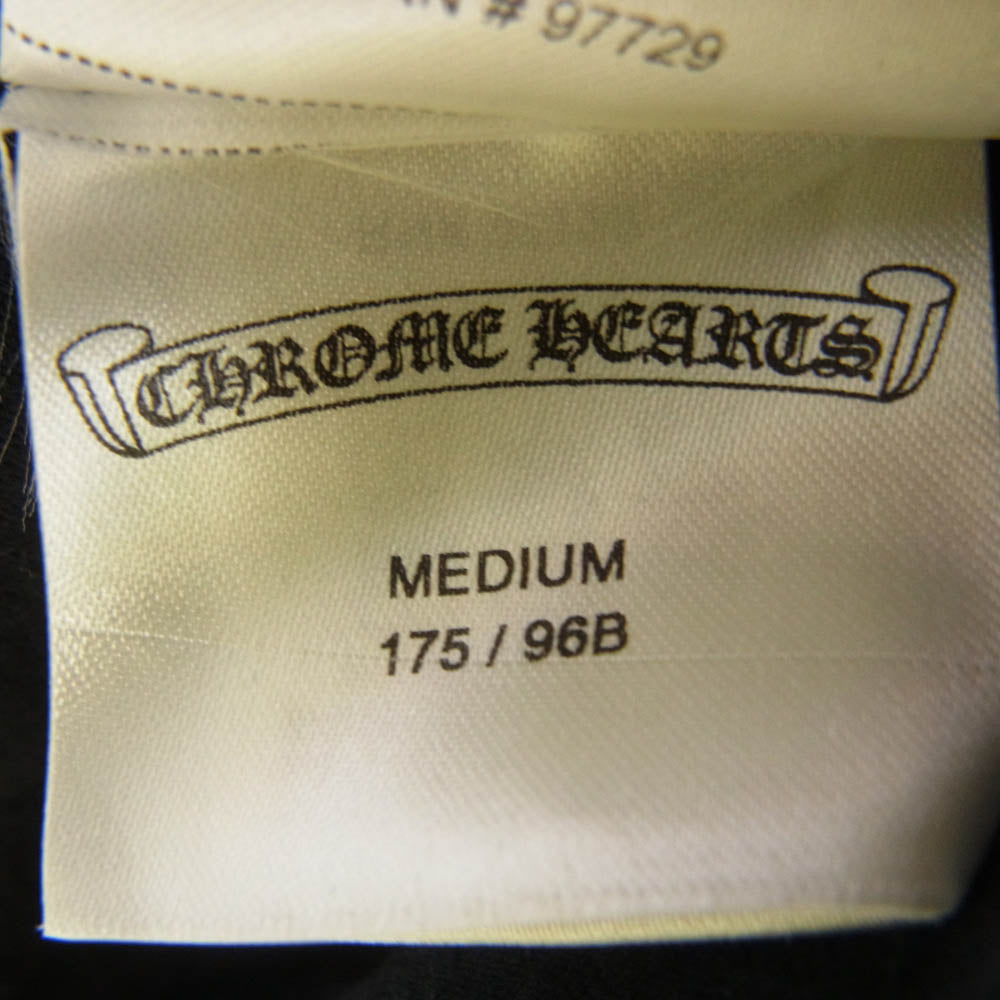 # 97729
CHROME HEARTS
MEDIUM
175 / 96B